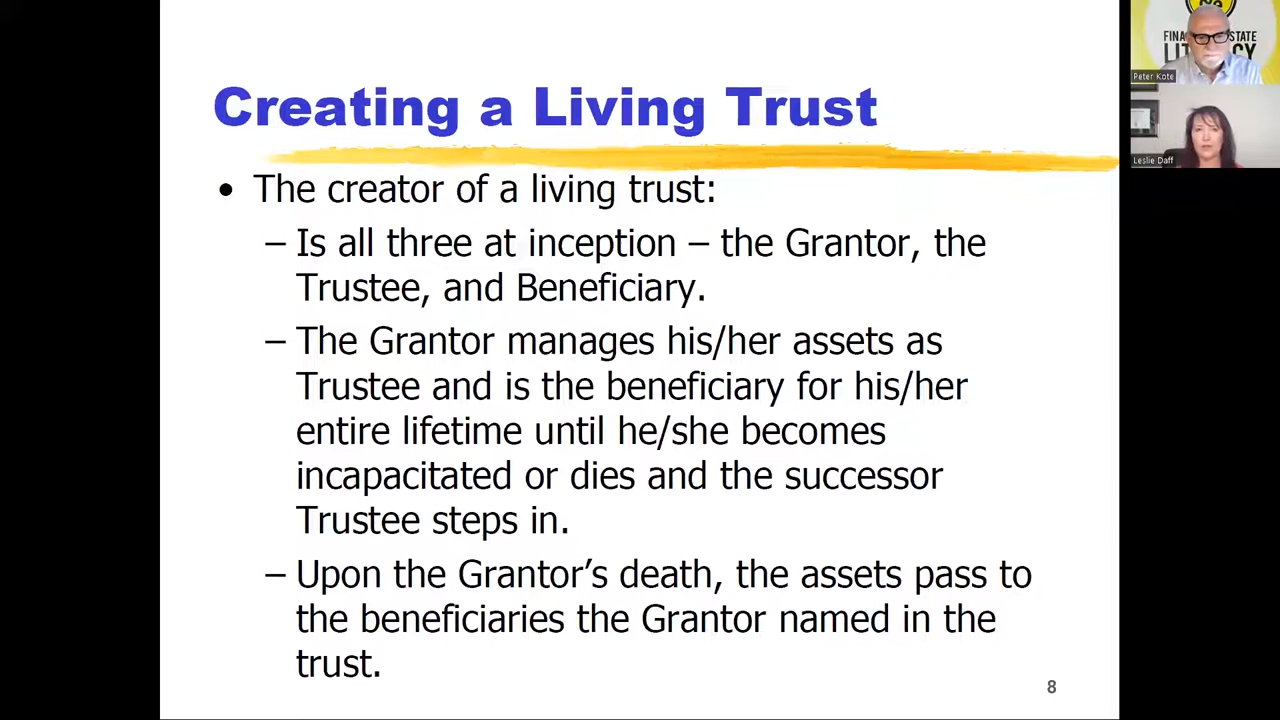 Creating a Living Trust
• The creator of a living trust:
– Is all three at inception – the Grantor, the
Trustee, and Beneficiary.
– The Grantor manages his/her assets as
Trustee and is the beneficiary for his/her
entire lifetime until he/she becomes
incapacitated or dies and the successor
Trustee steps in.
– Upon the Grantor’s death, the assets pass to
the beneficiaries the Grantor named in the
trust.
8
Peter Kote
Leslie Daff